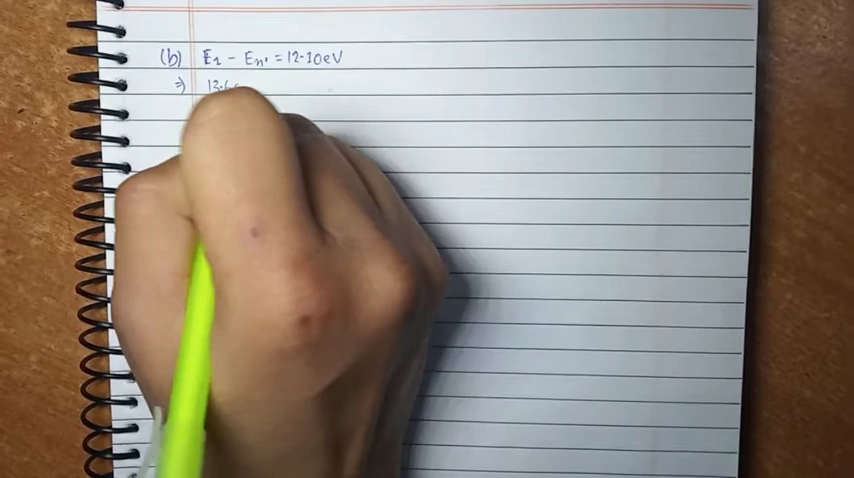 (b) E₁ - Eₙ' = 12.10eV
⇒) 13.6